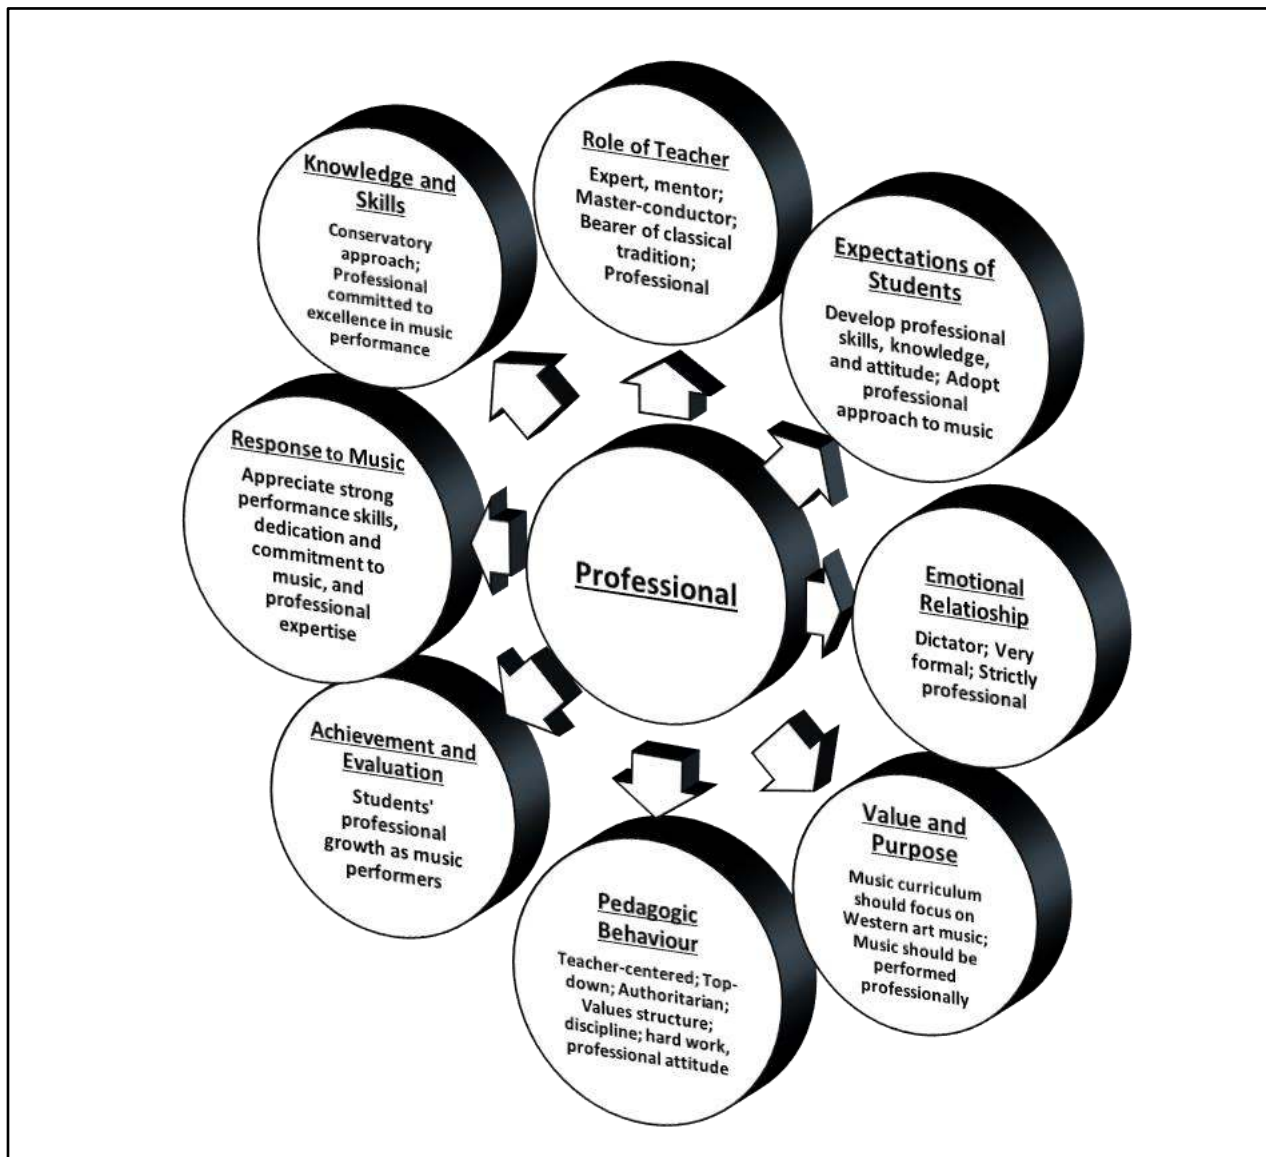 Role of Teacher
Expert, mentor;
Master-conductor;
Bearer of classical
tradition;
Professional
Expectations of
Students
Develop professional
skills, knowledge,
and attitude; Adopt
professional
approach to music
Emotional
Relatioship
Dictator; Very
formal; Strictly
professional
Value and
Purpose
Music curriculum
should focus on
Western art music;
Music should be
performed
professionally
Pedagogic
Behaviour
Teacher-centered; Top-
down; Authoritarian;
Values structure;
discipline; hard work,
professional attitude
Achievement and
Evaluation
Students'
professional
growth as music
performers
Response to Music
Appreciate strong
performance skills,
dedication and
commitment to
music, and
professional
expertise
Knowledge and
Skills
Conservatory
approach;
Professional
committed to
excellence in music
performance
Professional